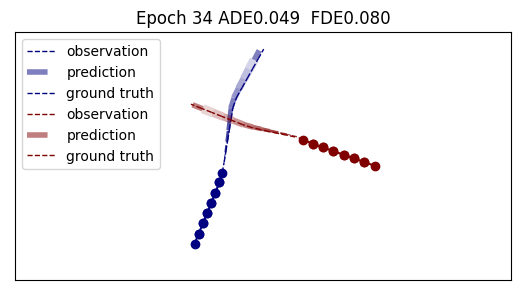 Epoch 34 ADE0.049  FDE0.080
observation
prediction
ground truth
observation
prediction
ground truth